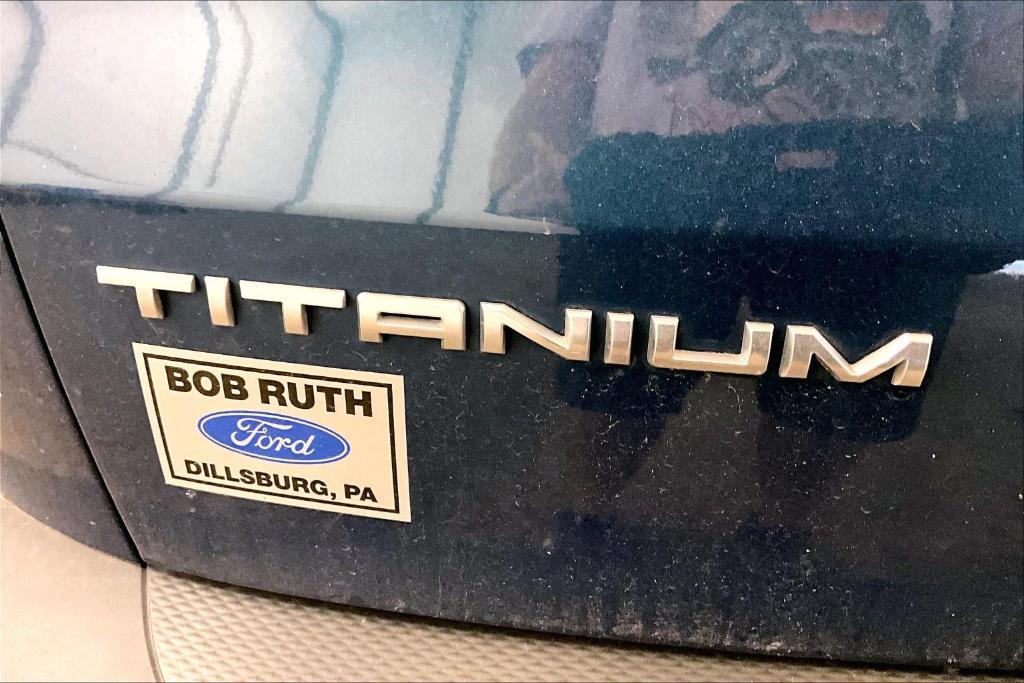 TITANIUM
BOB RUTH
Ford
DILLSBURG, PA